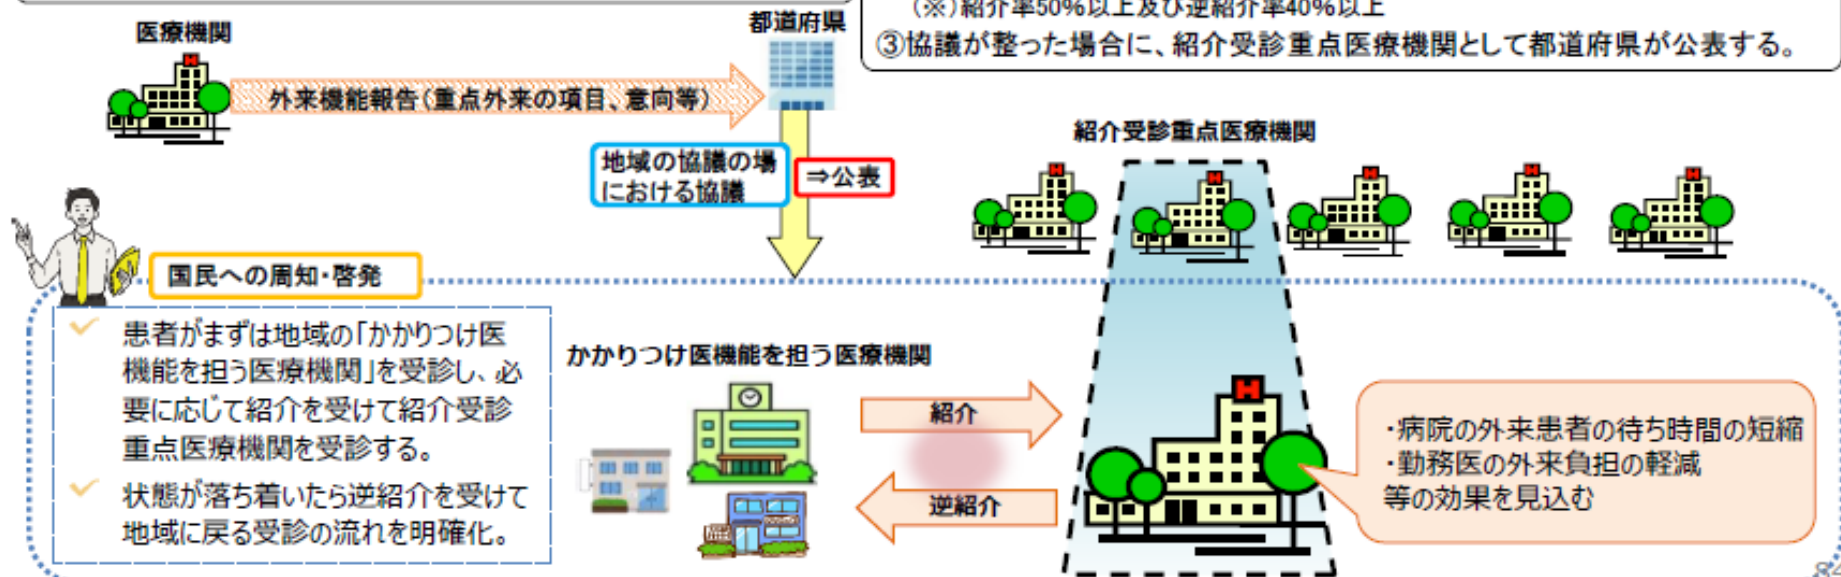 (※)紹介率50%以上及び逆紹介率40%以上
③協議が整った場合に、紹介受診重点医療機関として都道府県が公表する。
医療機関
都道府県
外来機能報告(重点外来の項目、意向等)
地域の協議の場
における協議
⇒公表
紹介受診重点医療機関
国民への周知・啓発
患者がまずは地域の「かかりつけ医
機能を担う医療機関」を受診し、必
要に応じて紹介を受けて紹介受診
重点医療機関を受診する。
状態が落ち着いたら逆紹介を受けて
地域に戻る受診の流れを明確化。
かかりつけ医機能を担う医療機関
紹介
逆紹介
・病院の外来患者の待ち時間の短縮
・勤務医の外来負担の軽減
等の効果を見込む